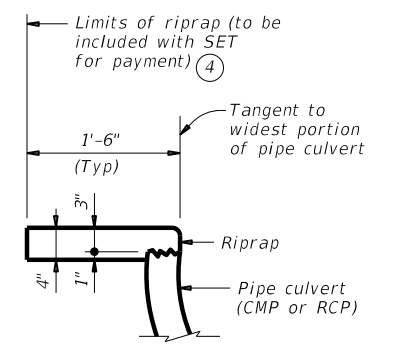 Limits of riprap (to be
included with SET
for payment) 4
Tangent to
widest portion
of pipe culvert
1'-6"
(Typ)
3"
Riprap
4"
1"
Pipe culvert
(CMP or RCP)